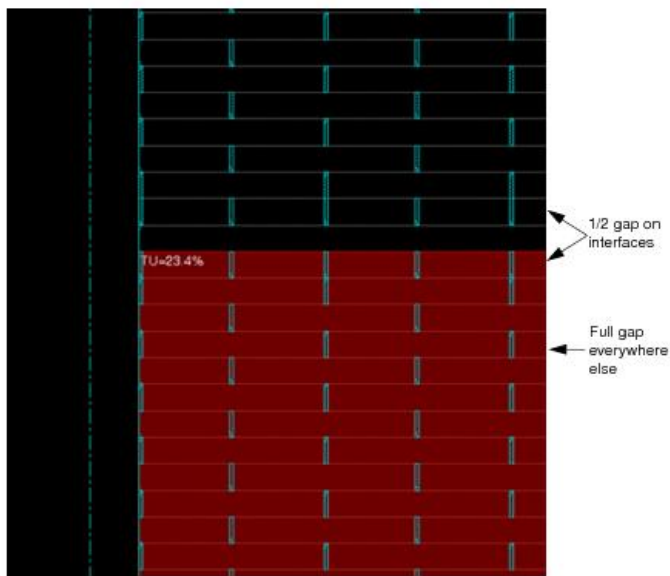 1/2 gap on
interfaces
TU=23.4%
Full gap
everywhere
else